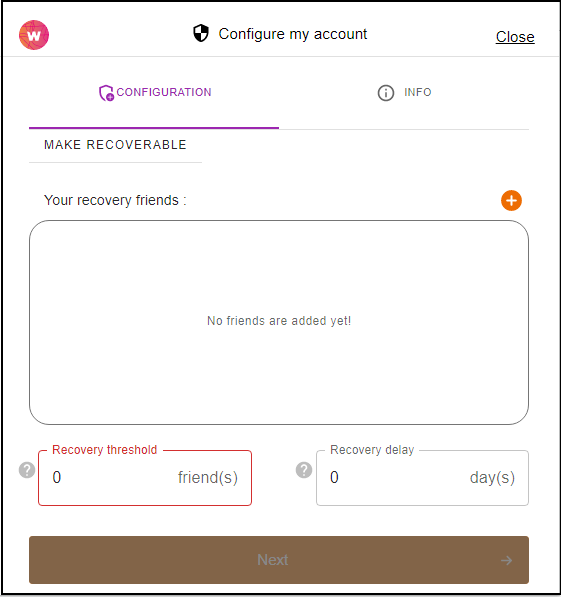 W
Configure my account
Close
CONFIGURATION
INFO
MAKE RECOVERABLE
Your recovery friends :
No friends are added yet!
Recovery threshold
0 friend(s)
Recovery delay
0 day(s)
Next